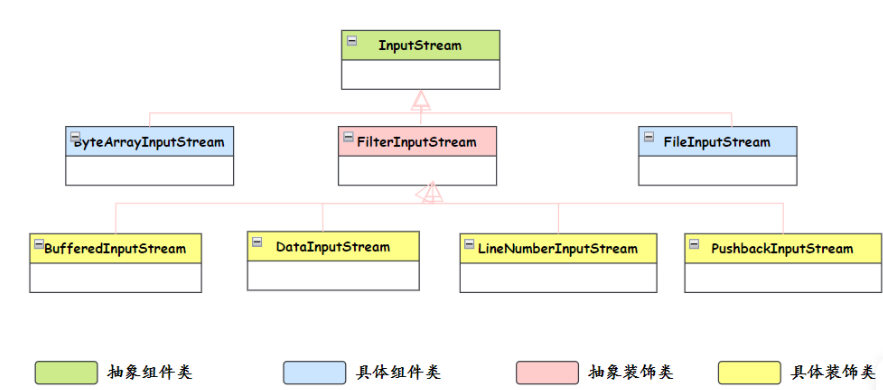 InputStream
ByteArrayInputStream
FilterInputStream
FileInputStream
BufferedInputStream
DataInputStream
LineNumberInputStream
PushbackInputStream
抽象组件类
具体组件类
抽象装饰类
具体装饰类